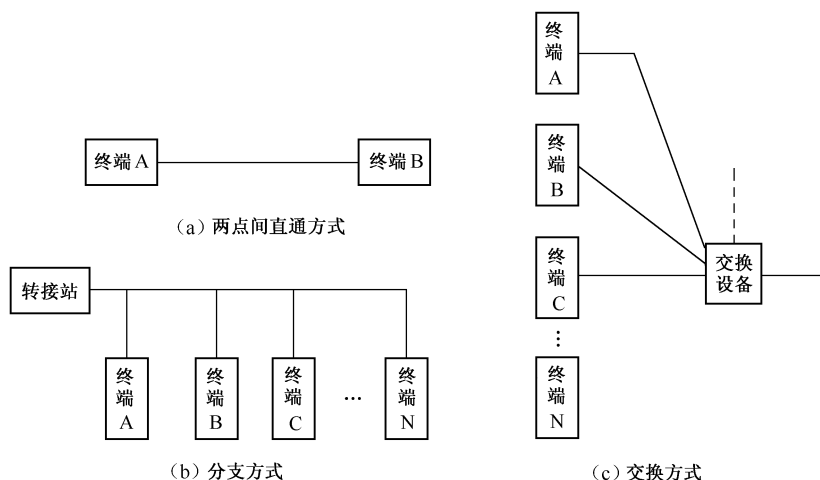 终端A
终端B
(a)两点间直通方式
转接站
终端A
终端B
终端C
…
终端N
(b)分支方式
终端A
终端B
终端C
⋮
终端N
交换设备
(c)交换方式